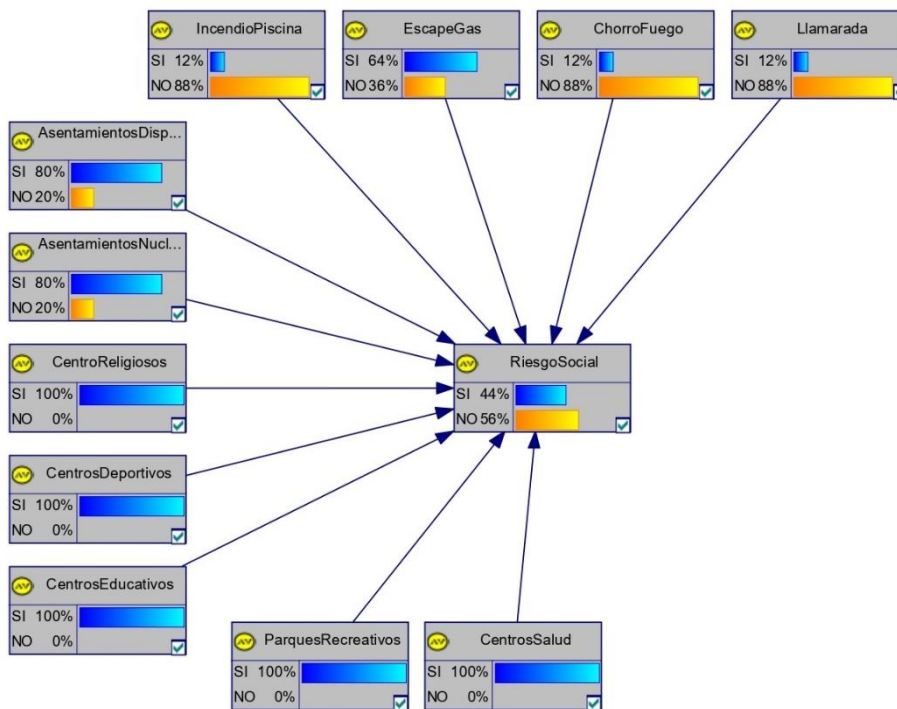 IncendioPiscina
SI 12%
NO 88%
EscapeGas
SI 64%
NO 36%
ChorroFuego
SI 12%
NO 88%
Llamarada
SI 12%
NO 88%
AsentamientosDisp...
SI 80%
NO 20%
AsentamientosNucl...
SI 80%
NO 20%
CentroReligiosos
SI 100%
NO 0%
RiesgoSocial
SI 44%
NO 56%
CentrosDeportivos
SI 100%
NO 0%
CentrosEducativos
SI 100%
NO 0%
ParquesRecreativos
SI 100%
NO 0%
CentrosSalud
SI 100%
NO 0%